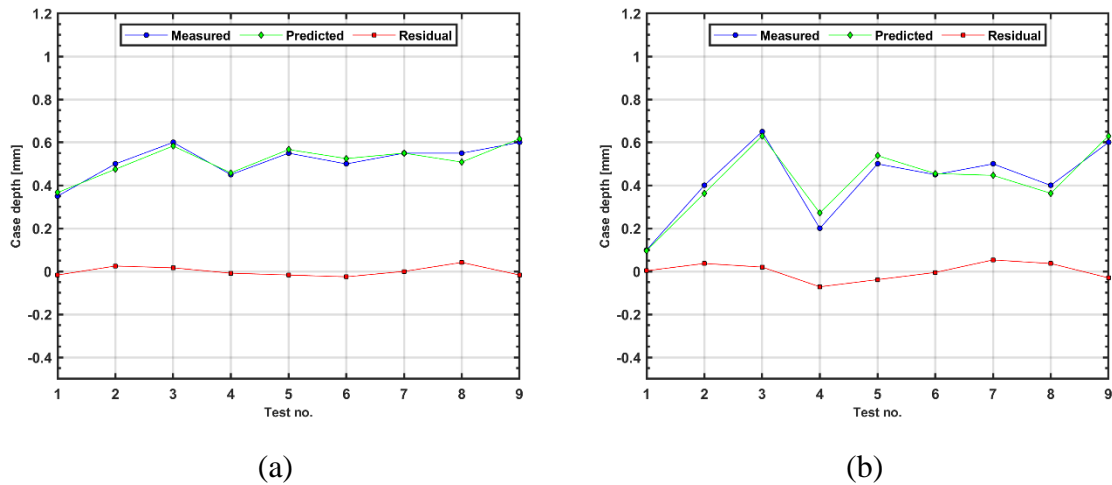 1.2
1
0.8
0.6
0.4
0.2
0
-0.2
-0.4
Case depth [mm]
Measured Predicted Residual
1 2 3 4 5 6 7 8 9
Test no.
(a)
1.2
1
0.8
0.6
0.4
0.2
0
-0.2
-0.4
Case depth [mm]
Measured Predicted Residual
1 2 3 4 5 6 7 8 9
Test no.
(b)